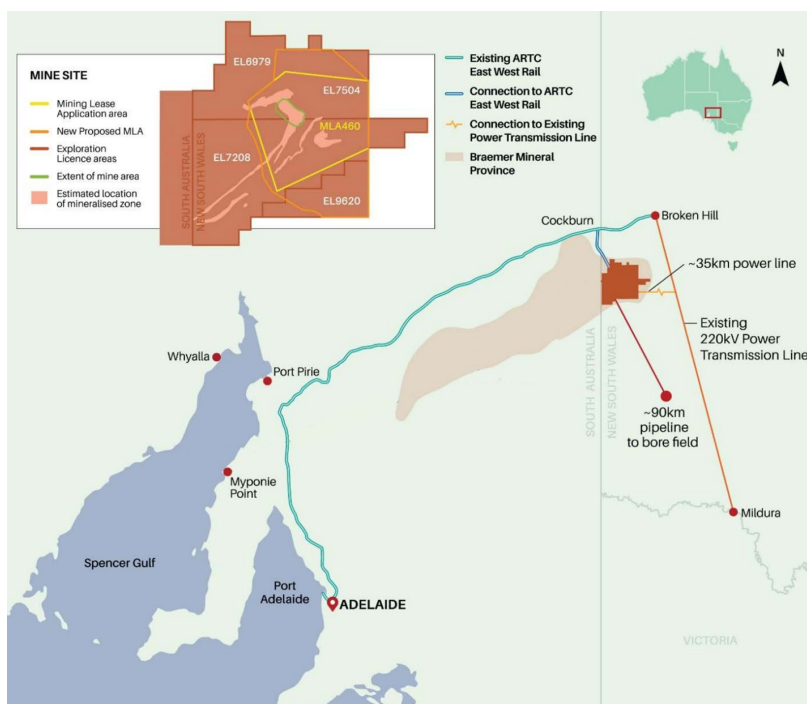 MINE SITE
Mining Lease
Application area
New Proposed MLA
Exploration
Licence areas
Extent of mine area
Estimated location
of mineralised zone
EL6979
EL7504
MLA460
EL7208
EL9620
SOUTH AUSTRALIA
NEW SOUTH WALES
Existing ARTC
East West Rail
Connection to ARTC
East West Rail
Connection to Existing
Power Transmission Line
Braemer Mineral
Province
N
Cockburn
Broken Hill
~35km power line
Existing
220kV Power
Transmission Line
SOUTH AUSTRALIA
NEW SOUTH WALES
~90km
pipeline
to bore field
Whyalla
Port Pirie
Myponie
Point
Mildura
Spencer Gulf
Port
Adelaide
ADELAIDE
VICTORIA